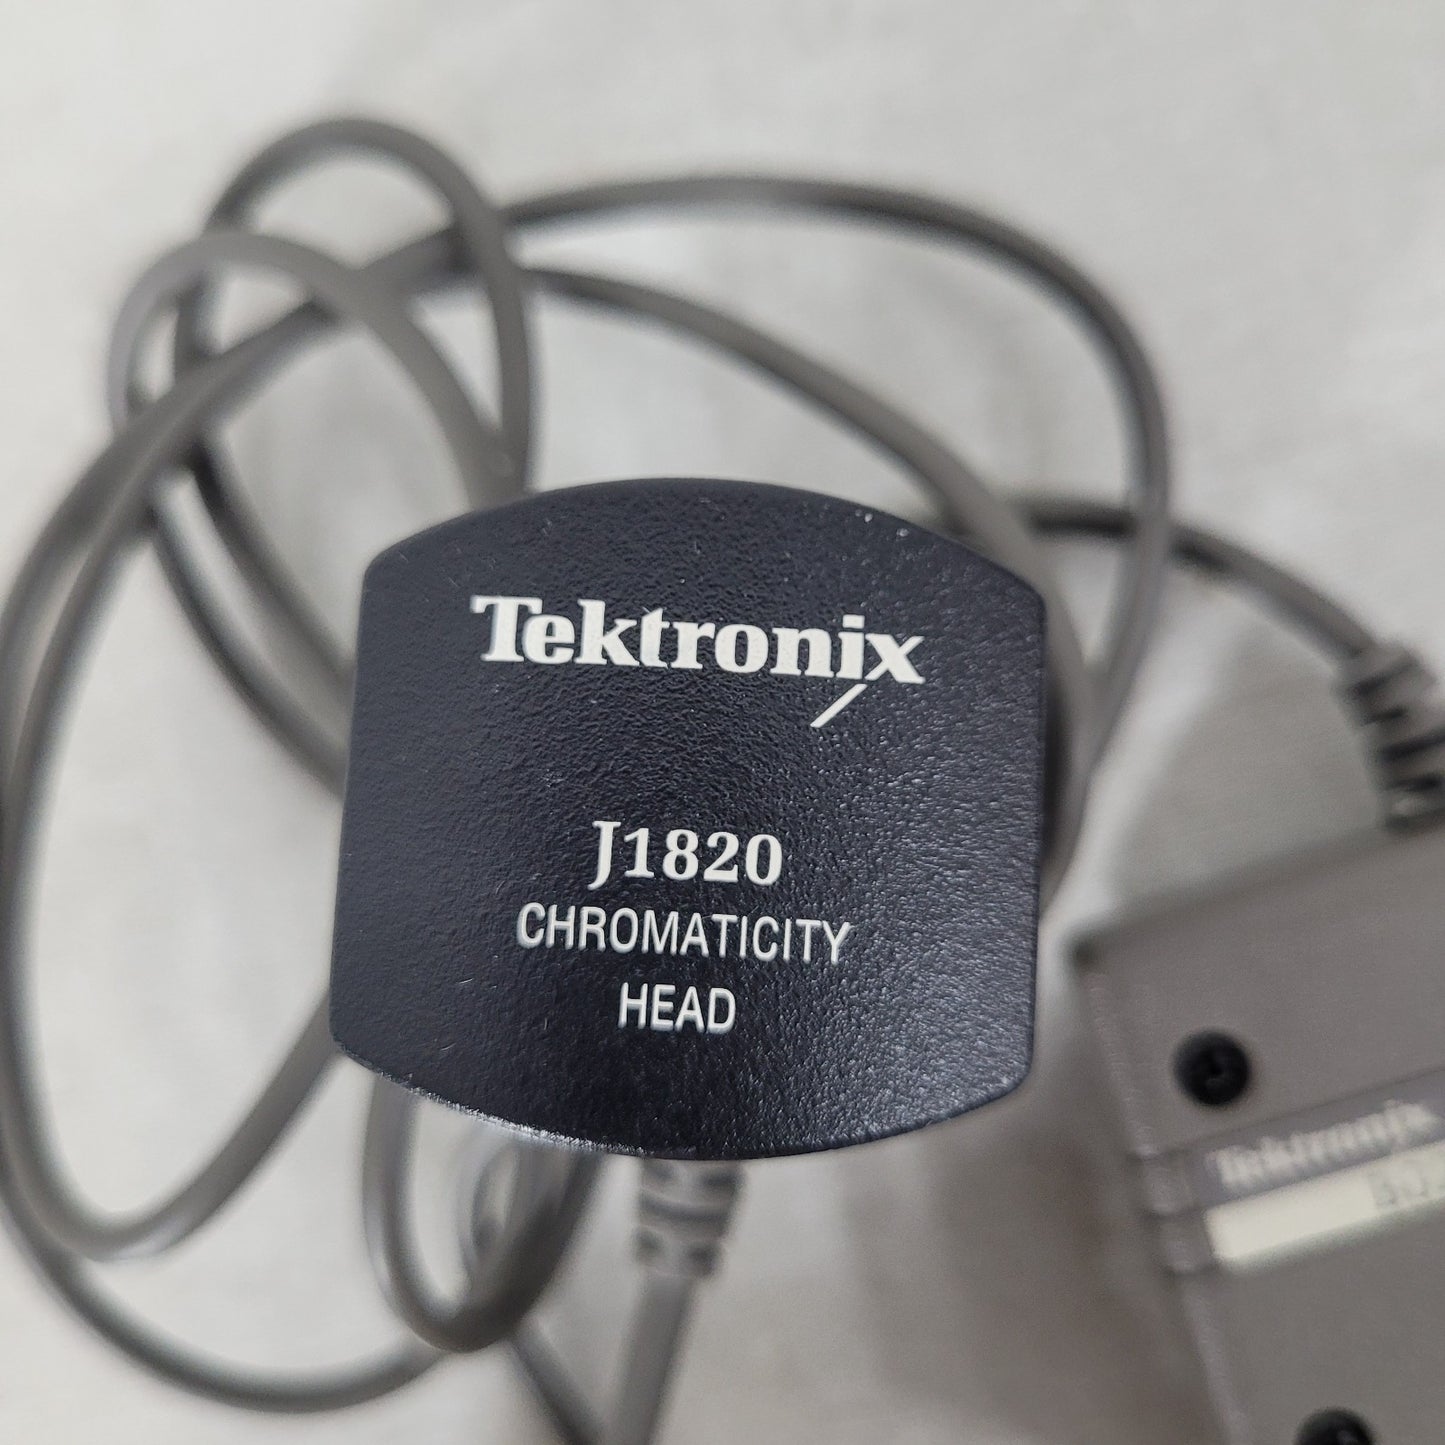 Tektronix
J1820
CHROMATICITY
HEAD
Tektronix